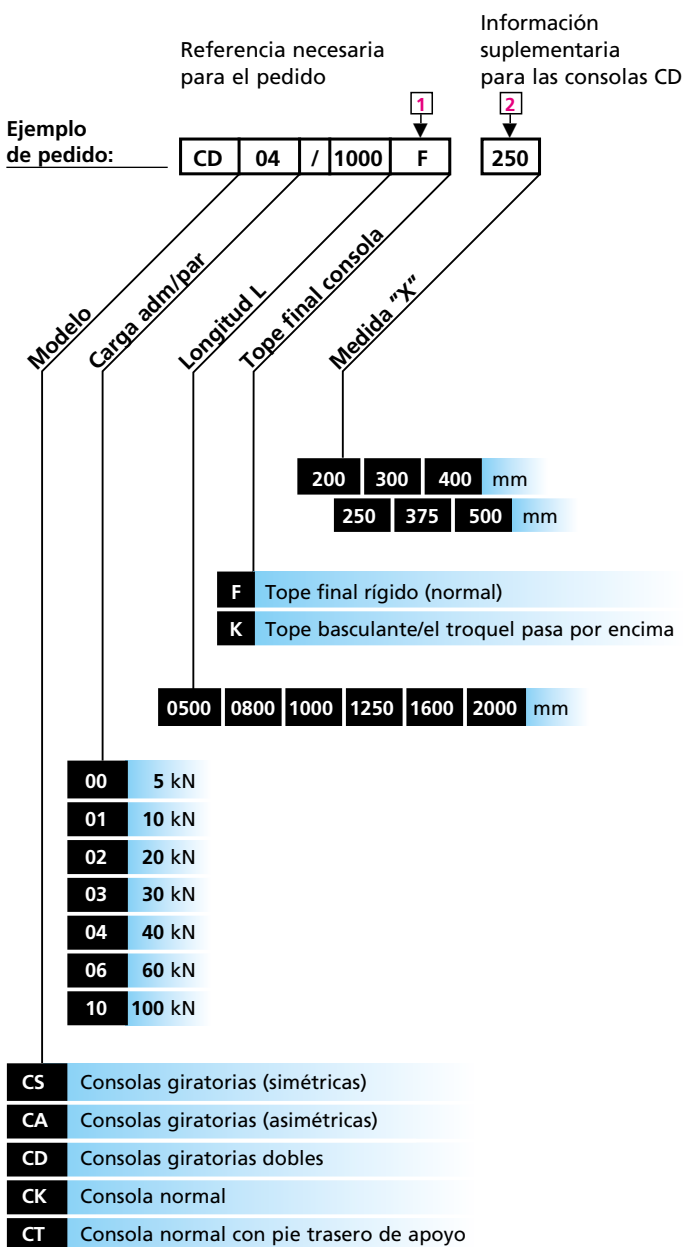 Referencia necesaria
para el pedido
Información
suplementaria
para las consolas CD
1
2
Ejemplo
de pedido:
CD 04 / 1000 F 250
Modelo
Carga adm/par
Longitud L
Tope final consola
Medida "X"
200 300 400 mm
250 375 500 mm
F Tope final rígido (normal)
K Tope basculante/el troquel pasa por encima
0500 0800 1000 1250 1600 2000 mm
00 5 kN
01 10 kN
02 20 kN
03 30 kN
04 40 kN
06 60 kN
10 100 kN
CS Consolas giratorias (simétricas)
CA Consolas giratorias (asimétricas)
CD Consolas giratorias dobles
CK Consola normal
CT Consola normal con pie trasero de apoyo